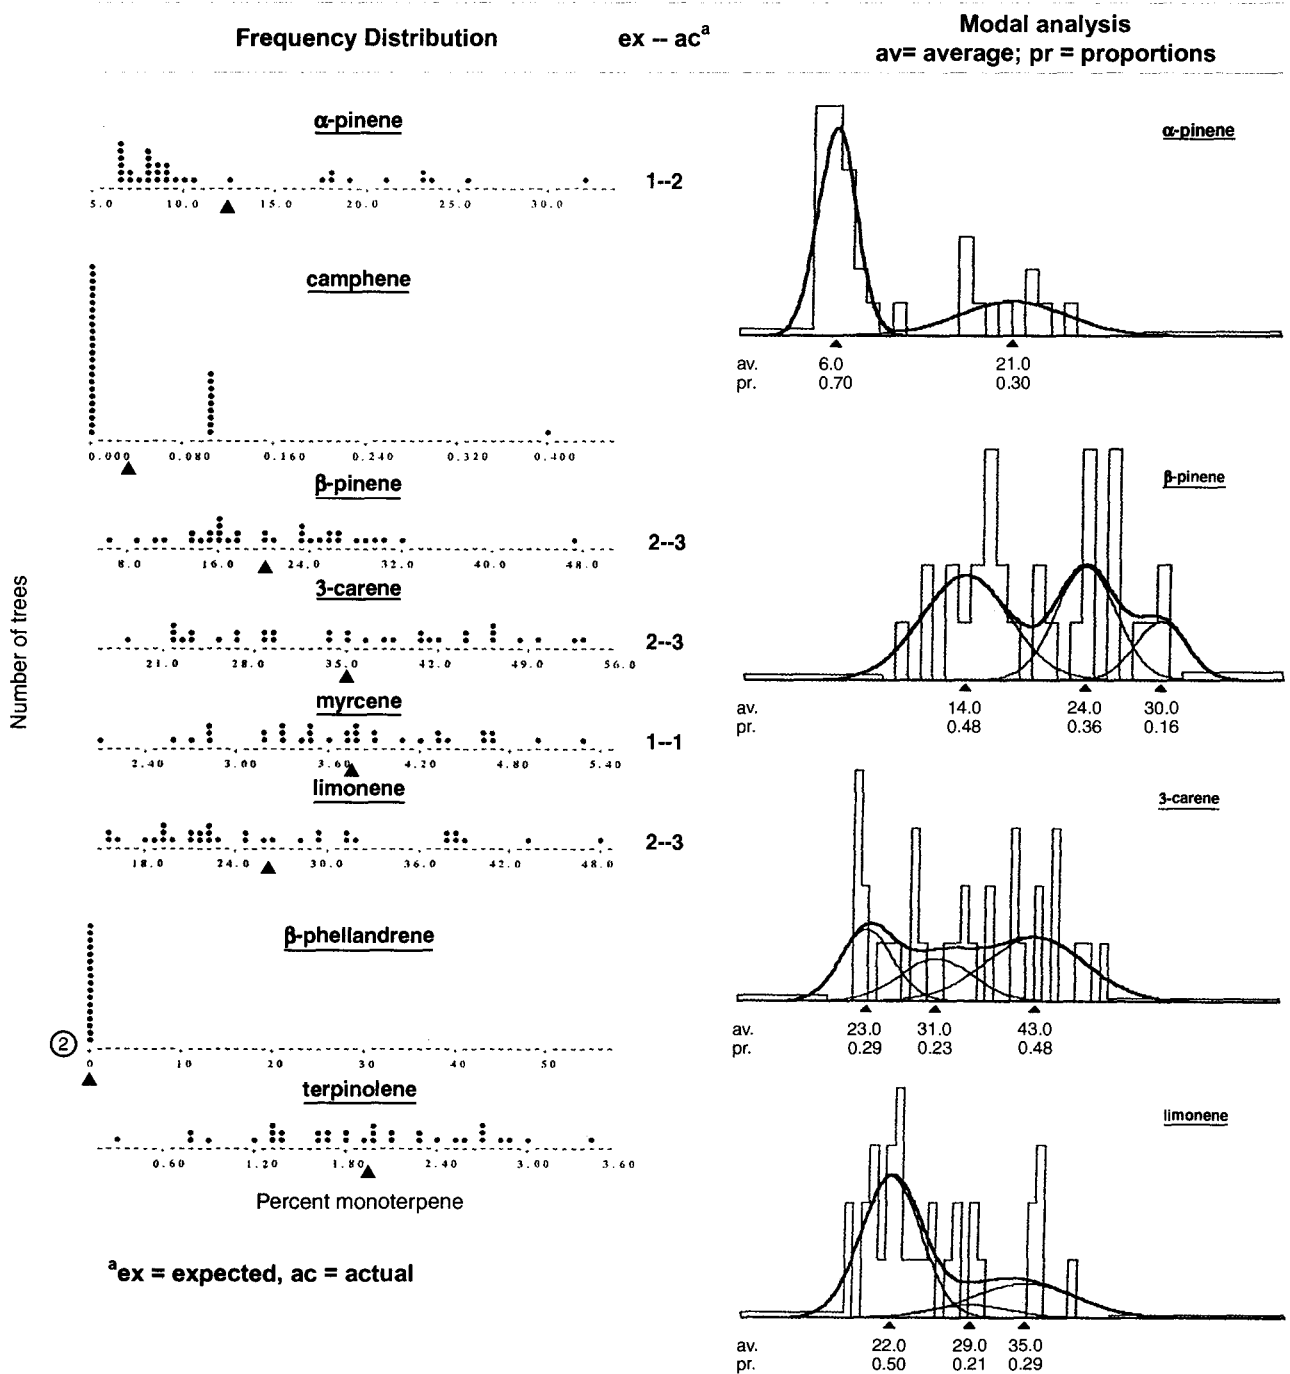 Frequency Distribution
ex -- acᵃ
Modal analysis
av= average; pr = proportions
Number of trees
α-pinene
1--2
5.0 10.0 15.0 20.0 25.0 30.0
camphene
0.000 0.080 0.160 0.240 0.320 0.400
β-pinene
2--3
8.0 16.0 24.0 32.0 40.0 48.0
3-carene
2--3
21.0 28.0 35.0 42.0 49.0 56.0
myrcene
1--1
2.40 3.00 3.60 4.20 4.80 5.40
limonene
2--3
18.0 24.0 30.0 36.0 42.0 48.0
β-phellandrene
2
0 10 20 30 40 50
terpinolene
0.60 1.20 1.80 2.40 3.00 3.60
Percent monoterpene
ᵃex = expected, ac = actual
α-pinene
av. 6.0 21.0
pr. 0.70 0.30
β-pinene
av. 14.0 24.0 30.0
pr. 0.48 0.36 0.16
3-carene
av. 23.0 31.0 43.0
pr. 0.29 0.23 0.48
limonene
av. 22.0 29.0 35.0
pr. 0.50 0.21 0.29